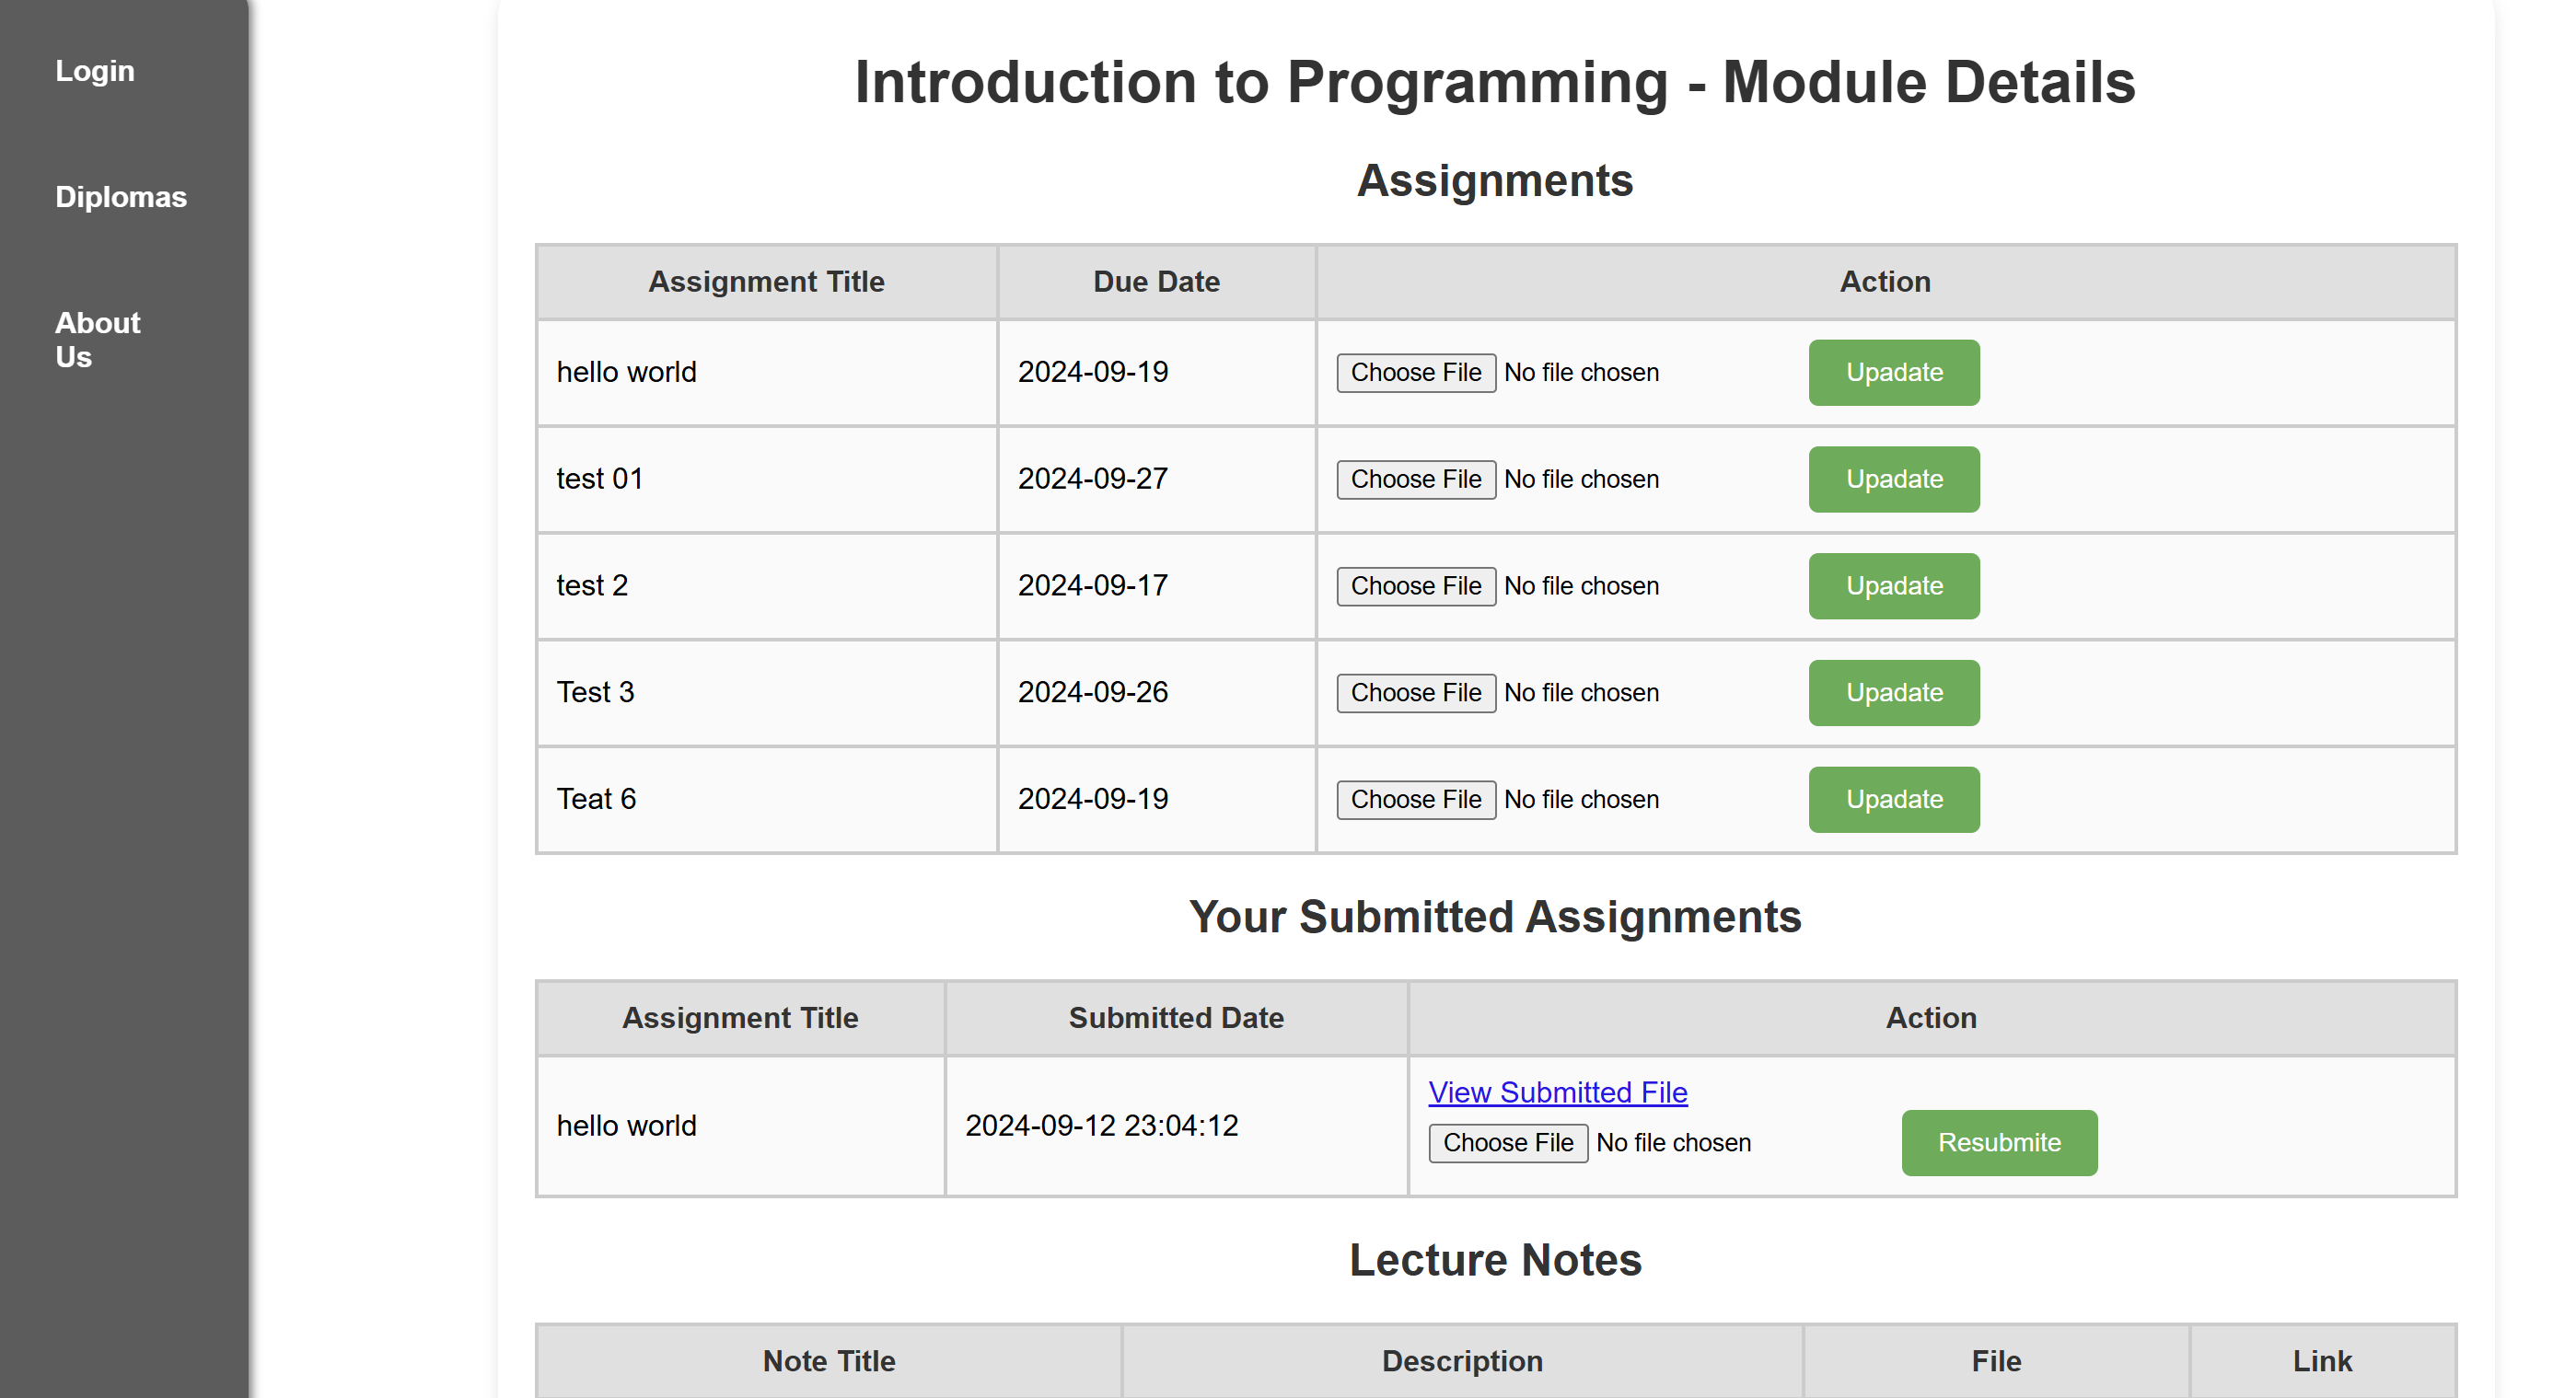 Login
Diplomas
About
Us
Introduction to Programming - Module Details
Assignments
Assignment Title Due Date Action
hello world 2024-09-19 Choose File No file chosen Upadate
test 01 2024-09-27 Choose File No file chosen Upadate
test 2 2024-09-17 Choose File No file chosen Upadate
Test 3 2024-09-26 Choose File No file chosen Upadate
Teat 6 2024-09-19 Choose File No file chosen Upadate
Your Submitted Assignments
Assignment Title Submitted Date Action
View Submitted File
hello world 2024-09-12 23:04:12 Choose File No file chosen Resubmite
Lecture Notes
Note Title Description File Link